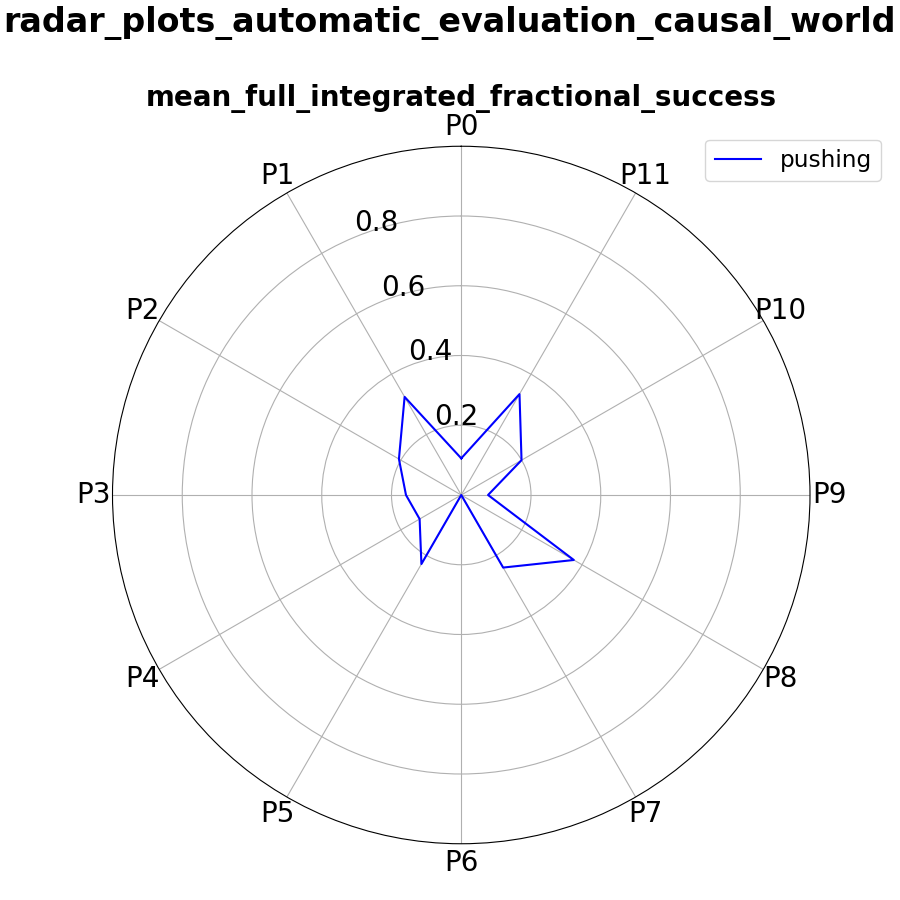 radar_plots_automatic_evaluation_causal_world
mean_full_integrated_fractional_success
P0
pushing
P1
P11
0.8
0.6
P2
P10
0.4
0.2
P3
P9
P4
P8
P5
P7
P6